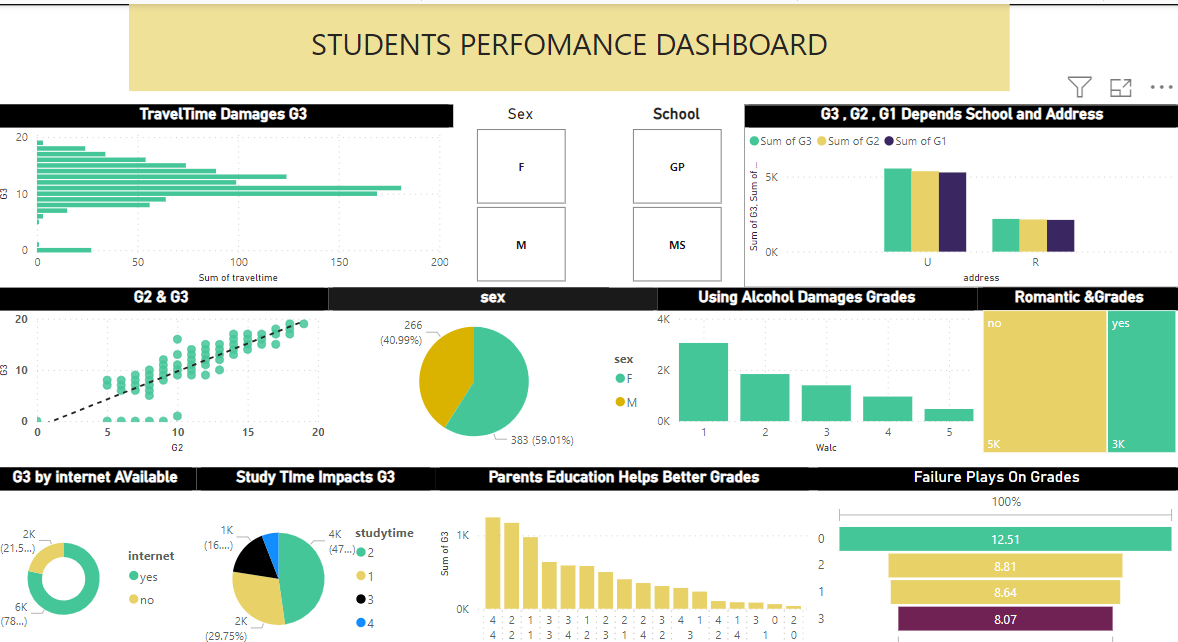 STUDENTS PERFOMANCE DASHBOARD
TravelTime Damages G3
20
10
0
G3
0 50 100 150 200
Sum of traveltime
Sex
F
M
School
GP
MS
G3 , G2 , G1 Depends School and Address
Sum of G3 Sum of G2 Sum of G1
Sum of G3, Sum of ...
5K
0K
U R
address
G2 & G3
20
10
0
G3
0 5 10 15 20
G2
sex
266
(40.99%)
383 (59.01%)
sex
F
M
Using Alcohol Damages Grades
4K
2K
0K
1 2 3 4 5
Walc
Romantic &Grades
no yes
5K 3K
G3 by internet AVailable
2K
(21.5...)
6K
(78....)
internet
yes
no
Study TIme Impacts G3
1K
(16....)
4K
(47...)
2K
(29.75%)
studytime
2
1
3
4
Parents Education Helps Better Grades
Sum of G3
1K
0K
4 2 1 3 3 1 2 2 2 3 4 1 4 1 3 0 2
4 2 1 3 4 2 3 1 4 2 3 2 4 1 0
Failure Plays On Grades
100%
0 12.51
2 8.81
1 8.64
3 8.07